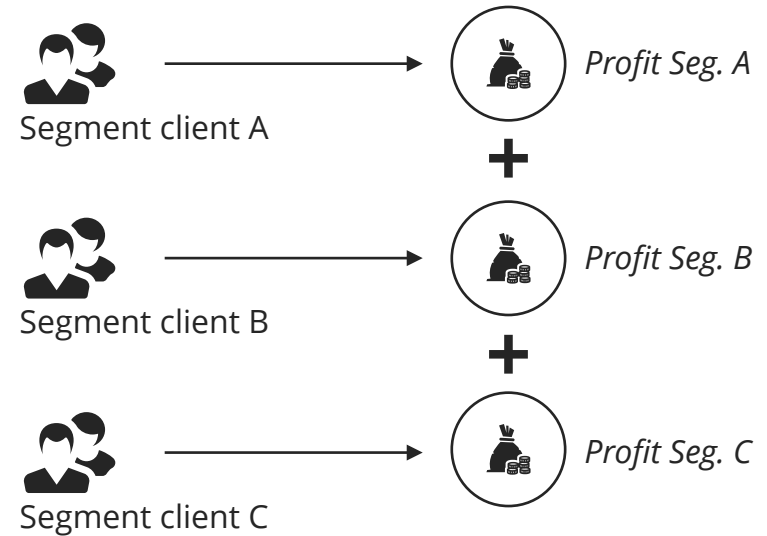 Profit Seg. A
Segment client A
+
Profit Seg. B
Segment client B
+
Profit Seg. C
Segment client C